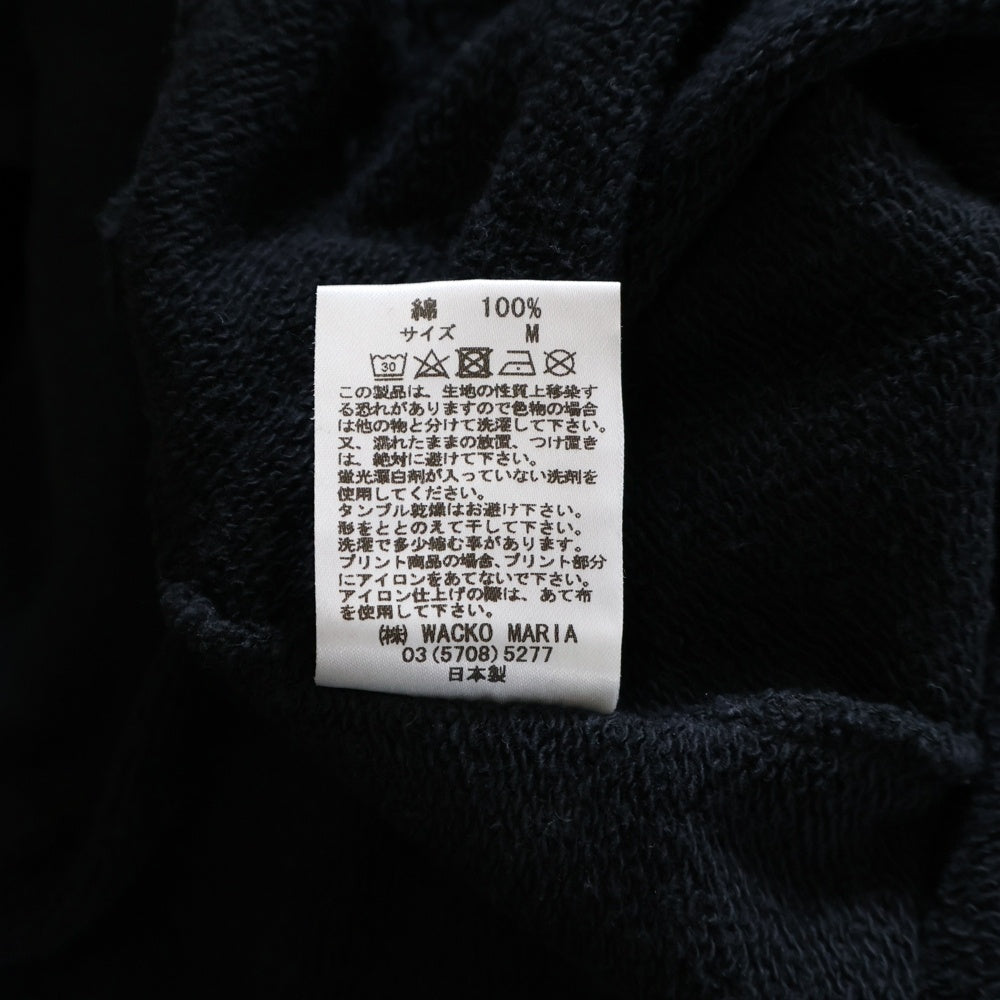 綿 100%
サイズ M
30
この製品は、生地の性質上移染す
る恐れがありますので色物の場合
は他の物と分けて洗濯して下さい。
又、濡れたままの放置、つけ置き
は、絶対に避けて下さい。
蛍光漂白剤が入っていない洗剤を
使用してください。
タンブル乾燥はお避け下さい。
形をととのえて干して下さい。
洗濯で多少縮む事があります。
プリント商品の場合、プリント部分
にアイロンをあてないで下さい。
アイロン仕上げの際は、あて布
を使用して下さい。
㈱ WACKO MARIA
03(5708)5277
日本製